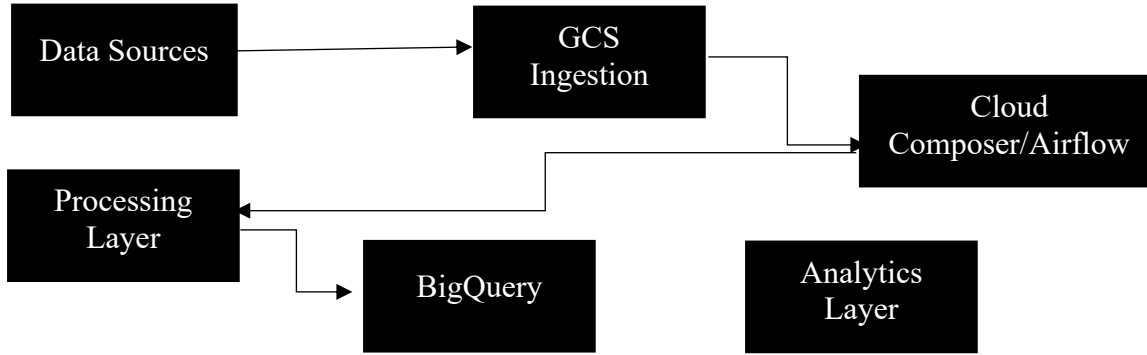 Data Sources
GCS
Ingestion
Cloud
Composer/Airflow
Processing
Layer
BigQuery
Analytics
Layer